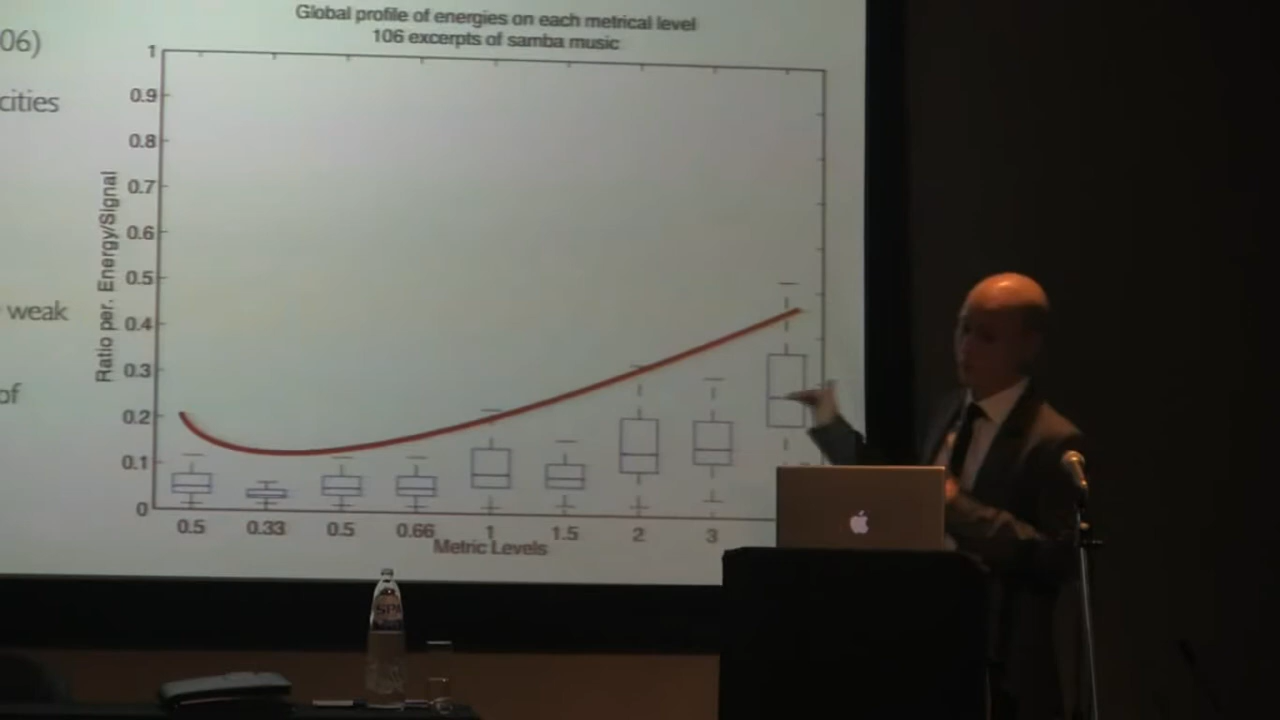 Global profile of energies on each metrical level
106 excerpts of samba music
06)
cities
weak
of
Ratio per. Energy/Signal
1
0.9
0.8
0.7
0.6
0.5
0.4
0.3
0.2
0.1
0
0.5 0.33 0.5 0.66 1 1.5 2 3
Metric Levels